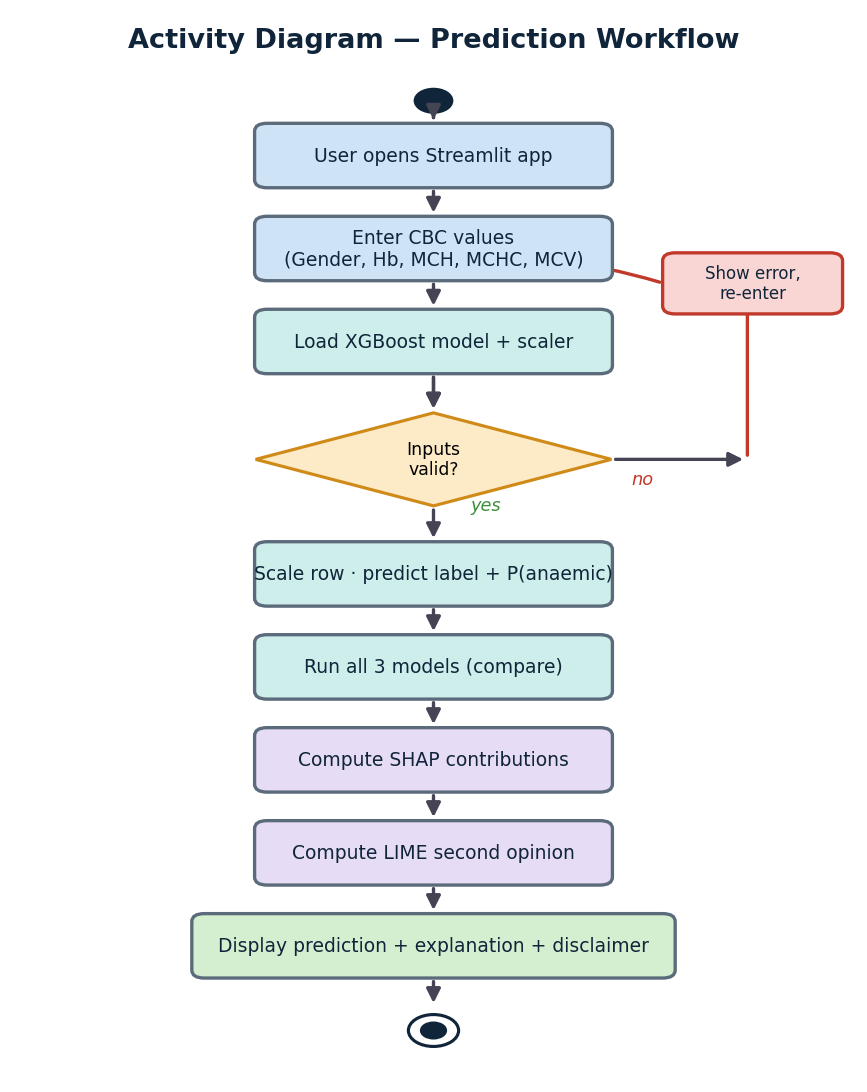 Activity Diagram — Prediction Workflow
User opens Streamlit app
Enter CBC values
(Gender, Hb, MCH, MCHC, MCV)
Show error,
re-enter
Load XGBoost model + scaler
Inputs
valid?
no
yes
Scale row · predict label + P(anaemic)
Run all 3 models (compare)
Compute SHAP contributions
Compute LIME second opinion
Display prediction + explanation + disclaimer